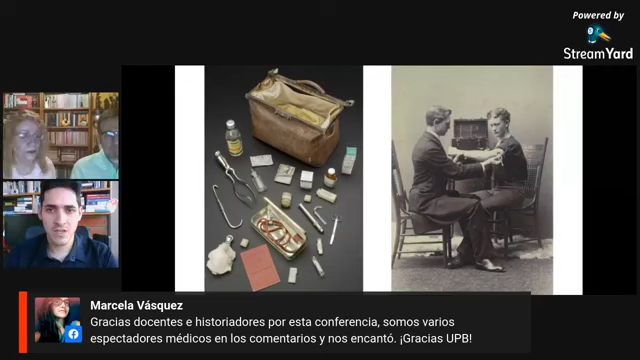 Powered by
StreamYard
Marcela Vásquez
Gracias docentes e historiadores por esta conferencia, somos varios
espectadores médicos en los comentarios y nos encantó. ¡Gracias UPB!